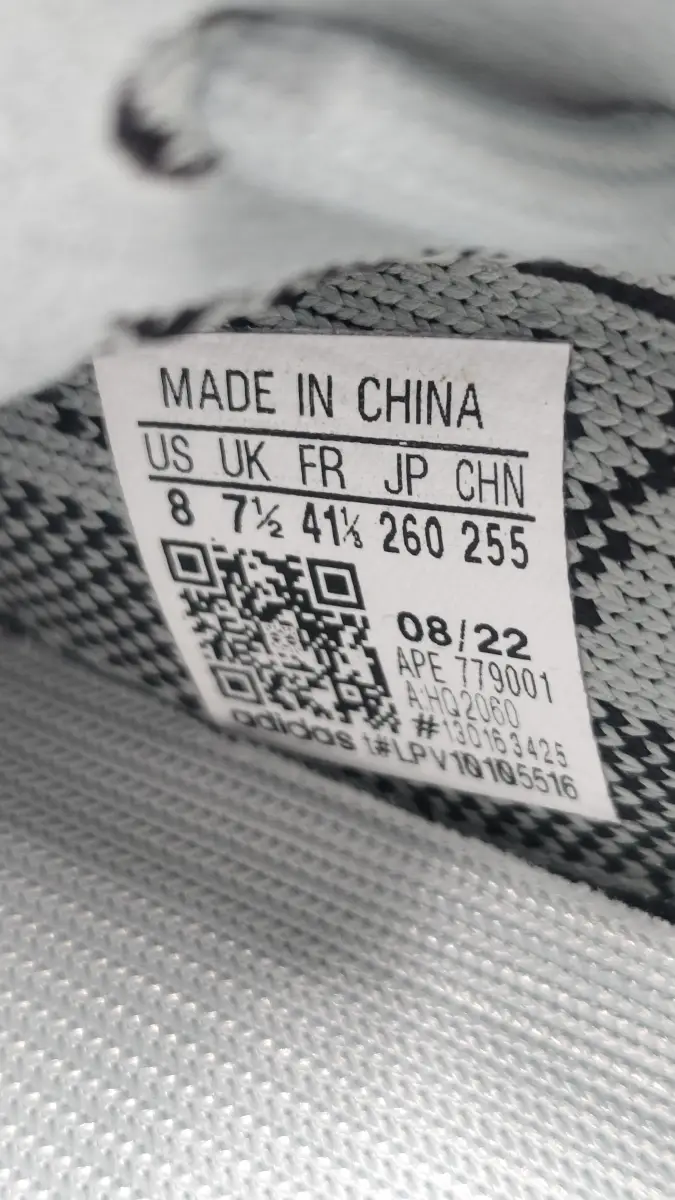 MADE IN CHINA
US UK FR JP CHN
8 7½ 41⅓ 260 255
08/22
APE 779001
A:HQ2060
#130163425
adidas t#LPV10105516